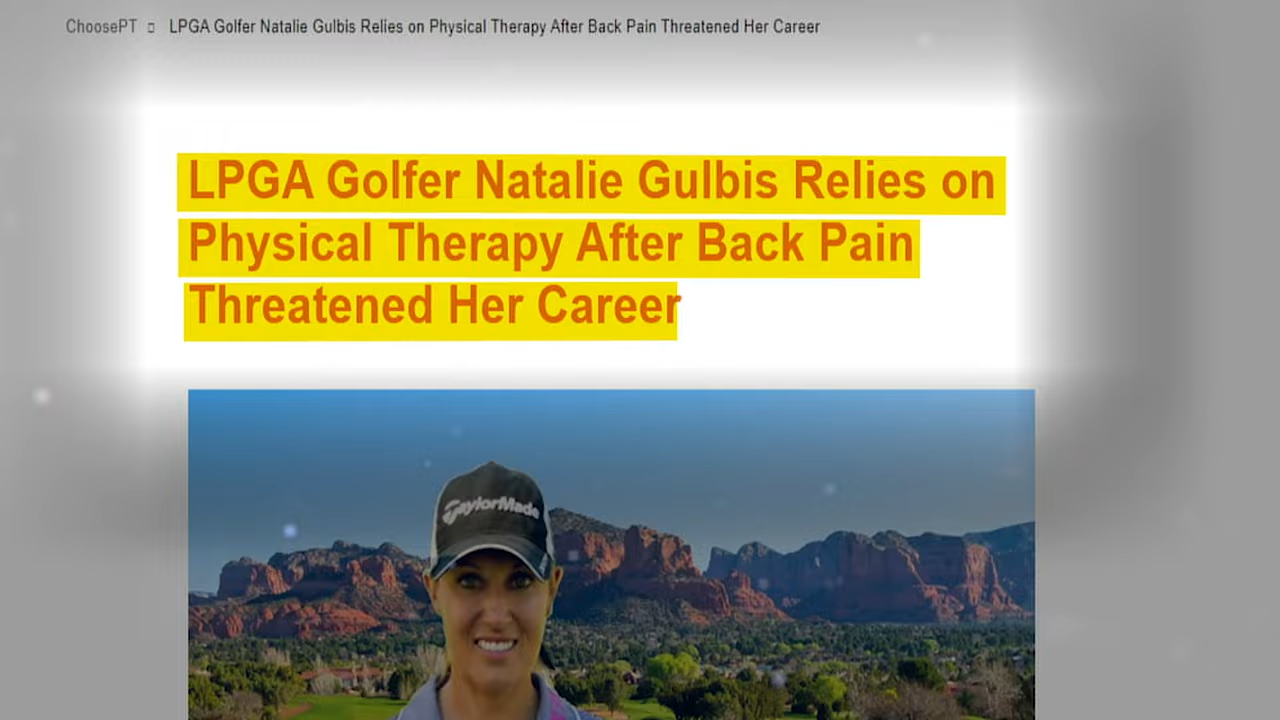 ChoosePT LPGA Golfer Natalie Gulbis Relies on Physical Therapy After Back Pain Threatened Her Career
LPGA Golfer Natalie Gulbis Relies on
Physical Therapy After Back Pain
Threatened Her Career
TaylorMade